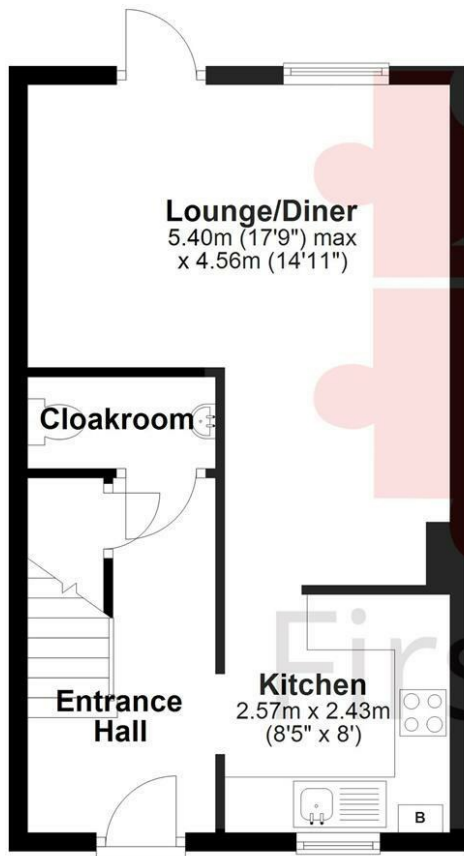 Lounge/Diner
5.40m (17'9") max
x 4.56m (14'11")
Cloakroom
Entrance
Hall
Kitchen
2.57m x 2.43m
(8'5" x 8')
B
Firs